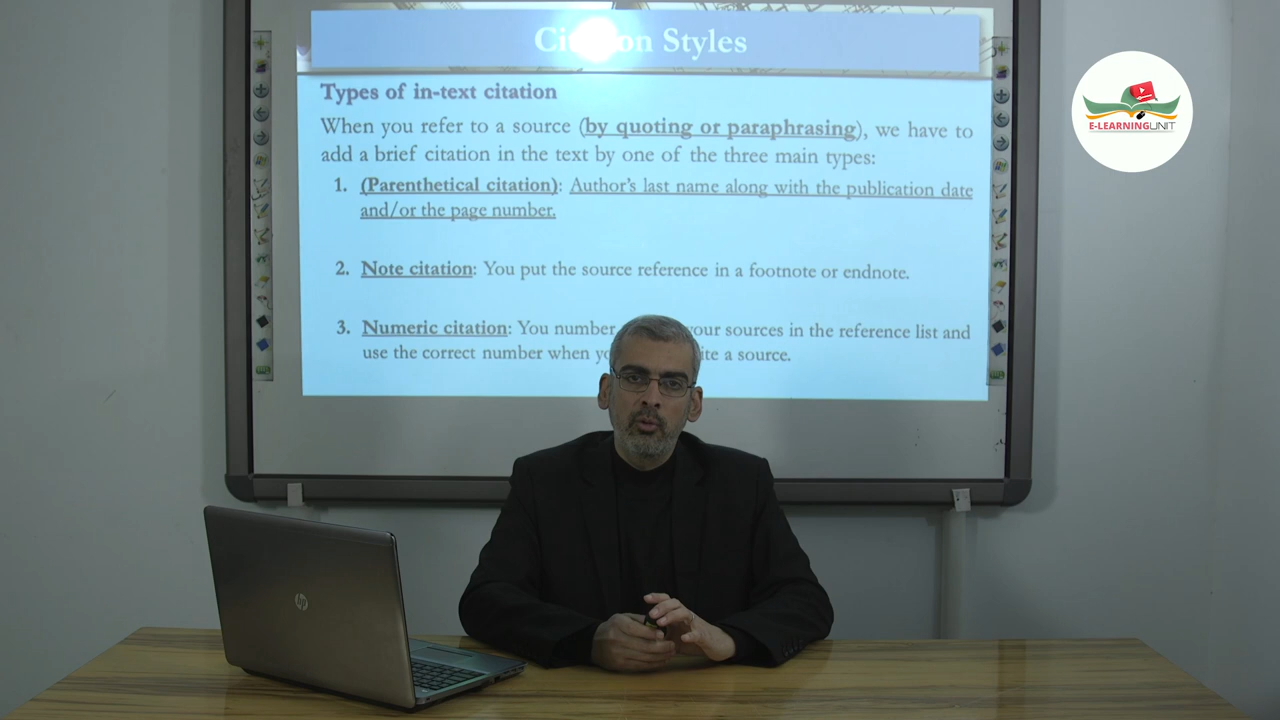 Styles
Types of in-text citation
When you refer to a source (by quoting or paraphrasing), we have to
add a brief citation in the text by one of the three main types:
1. (Parenthetical citation): Author's last name along with the publication date
and/or the page number.
2. Note citation: You put the source reference in a footnote or endnote.
3. Numeric citation: You number your sources in the reference list and
use the correct number when a source.
E-LEARNING UNIT
hp